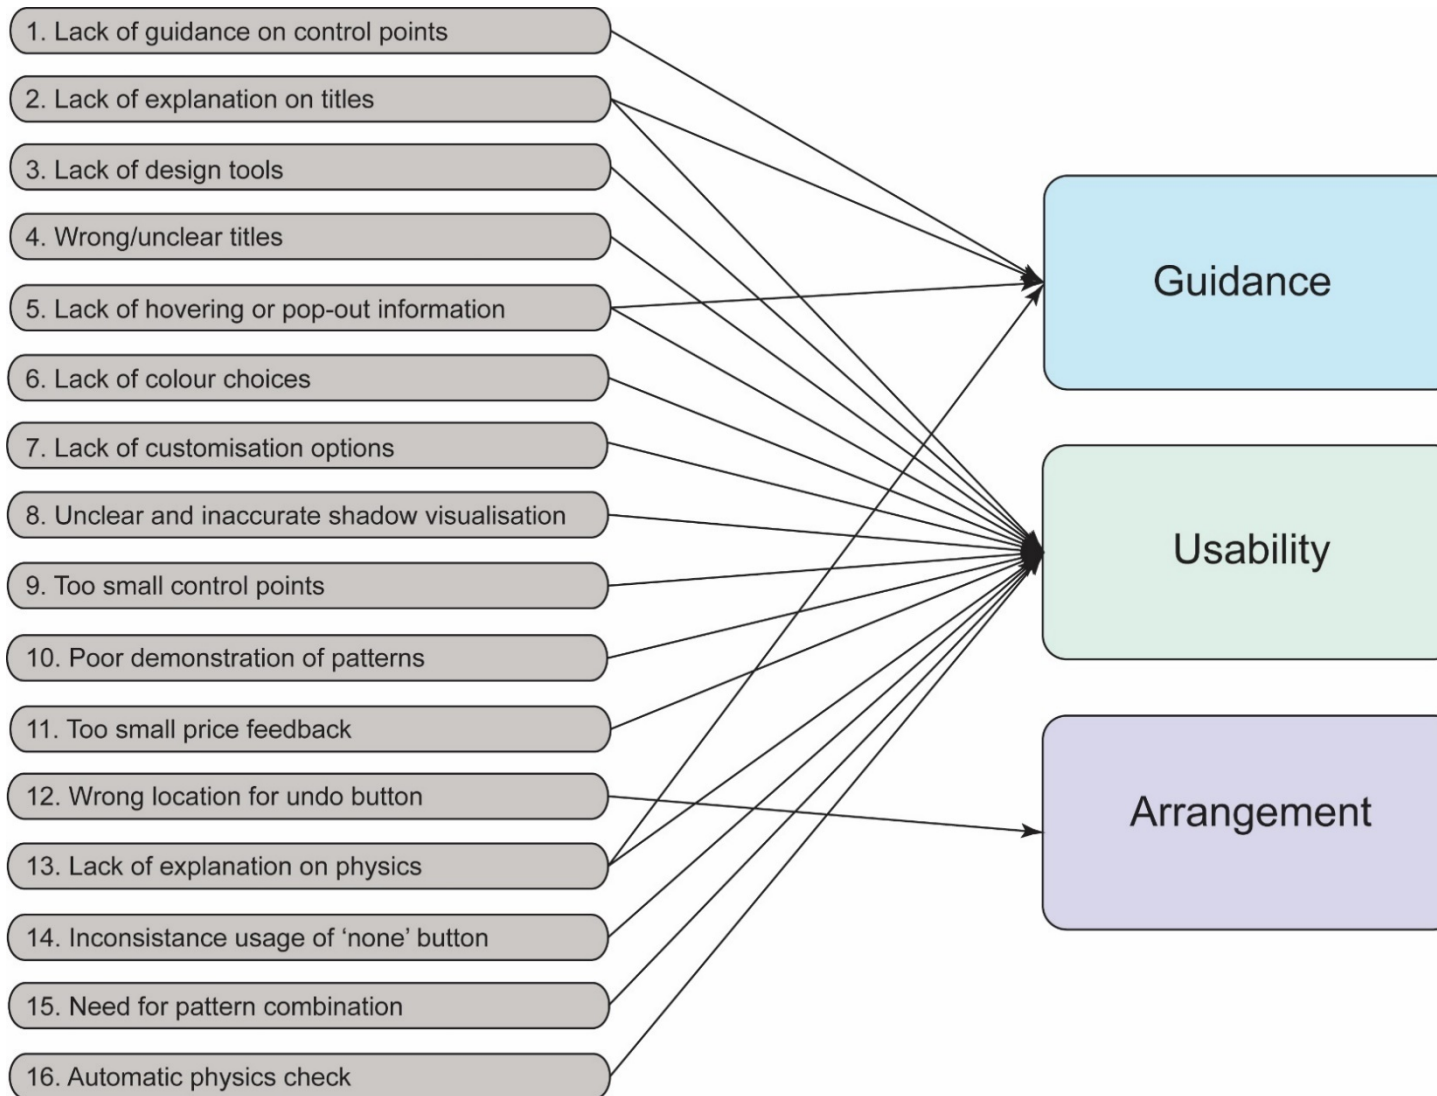 1. Lack of guidance on control points
2. Lack of explanation on titles
3. Lack of design tools
4. Wrong/unclear titles
5. Lack of hovering or pop-out information
6. Lack of colour choices
7. Lack of customisation options
8. Unclear and inaccurate shadow visualisation
9. Too small control points
10. Poor demonstration of patterns
11. Too small price feedback
12. Wrong location for undo button
13. Lack of explanation on physics
14. Inconsistance usage of ‘none’ button
15. Need for pattern combination
16. Automatic physics check
Guidance
Usability
Arrangement